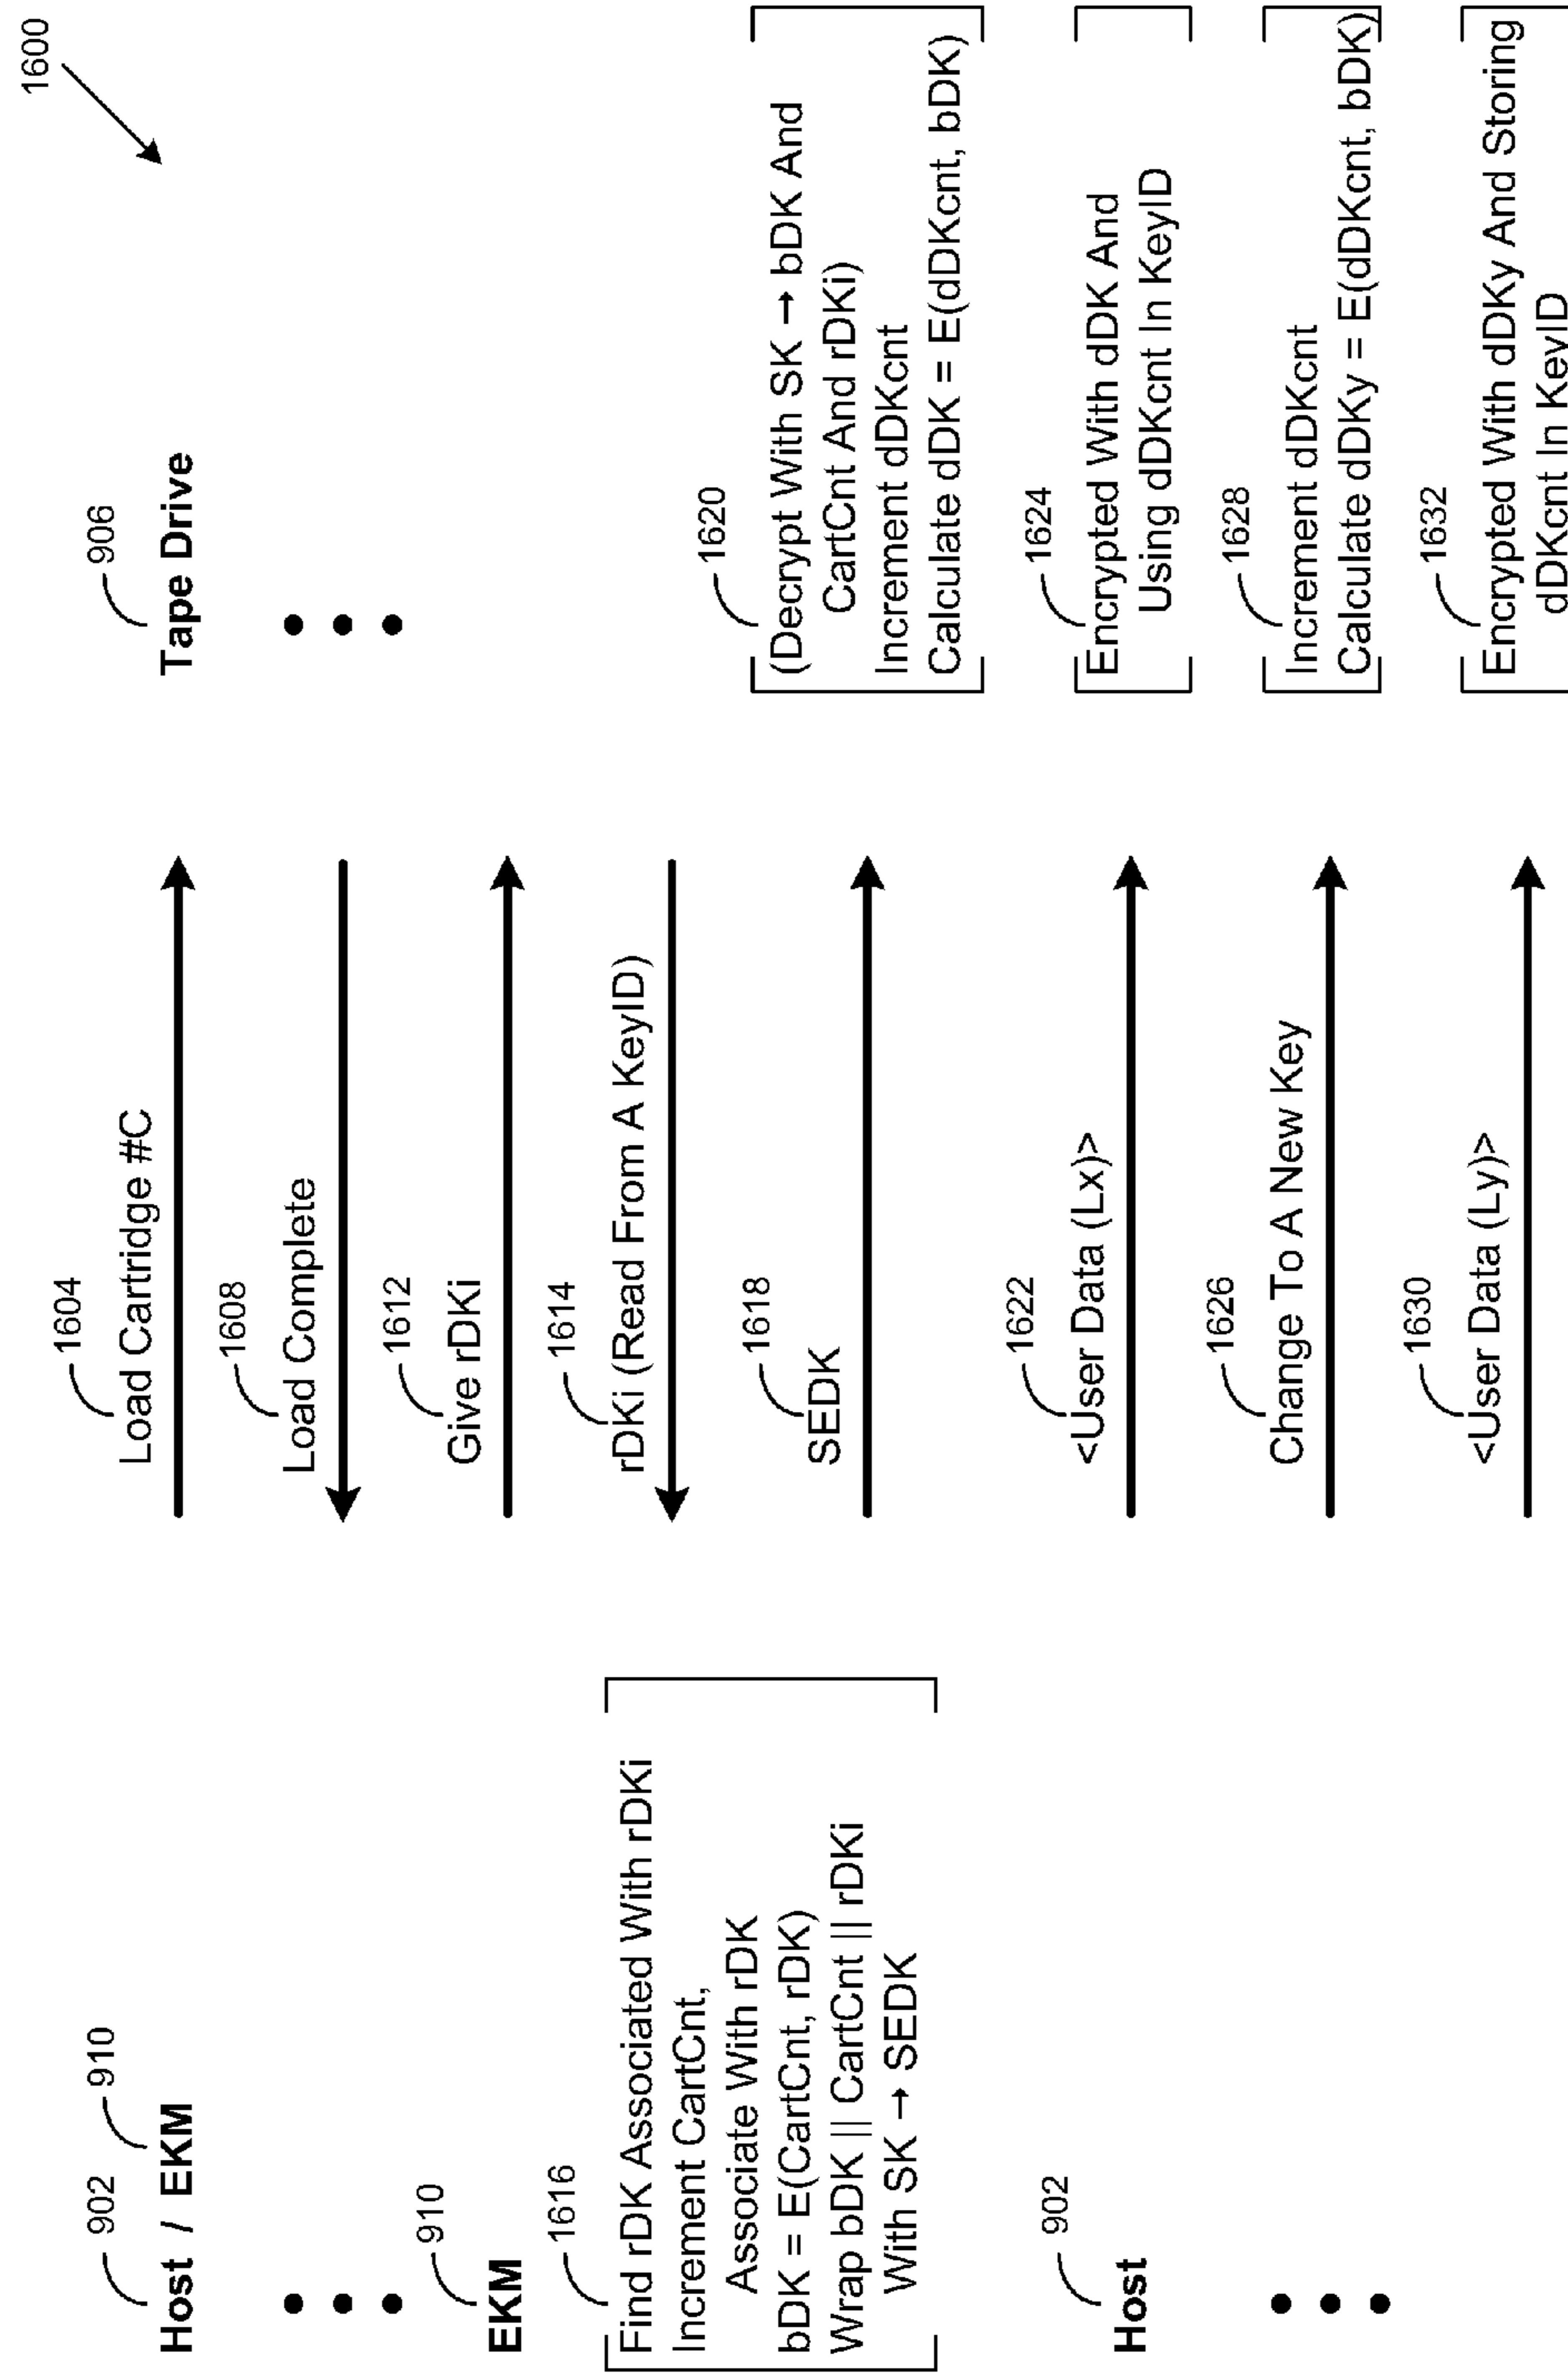 1600
902
910
Host / EKM
906
Tape Drive
1604
Load Cartridge #C
1608
Load Complete
910
EKM
1612
Give rDKi
1614
rDKi (Read From A KeyID)
1616
Find rDK Associated With rDKi
Increment CartCnt,
Associate With rDK
bDK = E(CartCnt, rDK)
Wrap bDK || CartCnt || rDKi
With SK → SEDK
1618
SEDK
1620
(Decrypt With SK → bDK And
CartCnt And rDKi)
Increment dDKcnt
Calculate dDK = E(dDKcnt, bDK)
902
Host
1622
<User Data (Lx)>
1624
Encrypted With dDK And
Using dDKcnt In KeyID
1626
Change To A New Key
1628
Increment dDKcnt
Calculate dDKy = E(dDKcnt, bDK)
1630
<User Data (Ly)>
1632
Encrypted With dDKy And Storing
dDKcnt In KeyID